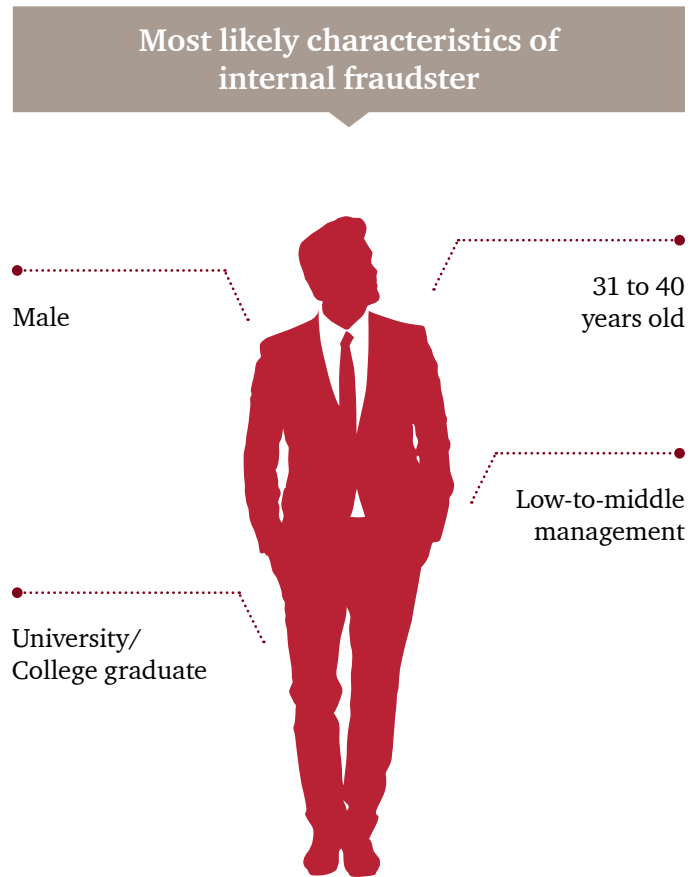 Most likely characteristics of
internal fraudster
Male
31 to 40
years old
Low-to-middle
management
University/
College graduate